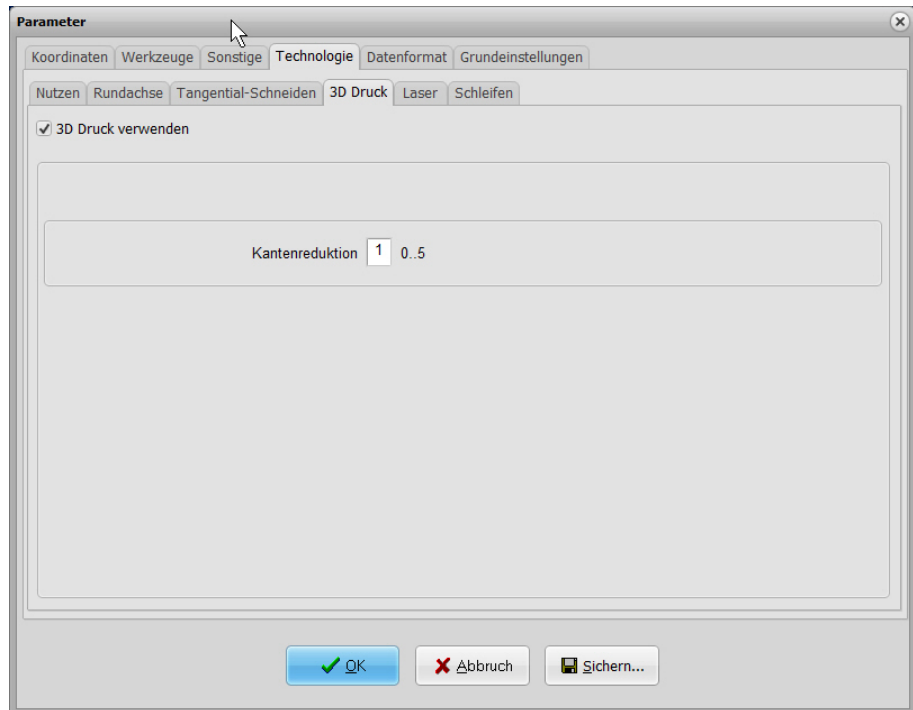 Parameter
Koordinaten Werkzeuge Sonstige Technologie Datenformat Grundeinstellungen
Nutzen Rundachse Tangential-Schneiden 3D Druck Laser Schleifen
3D Druck verwenden
Kantenreduktion 1 0..5
OK Abbruch Sichern...